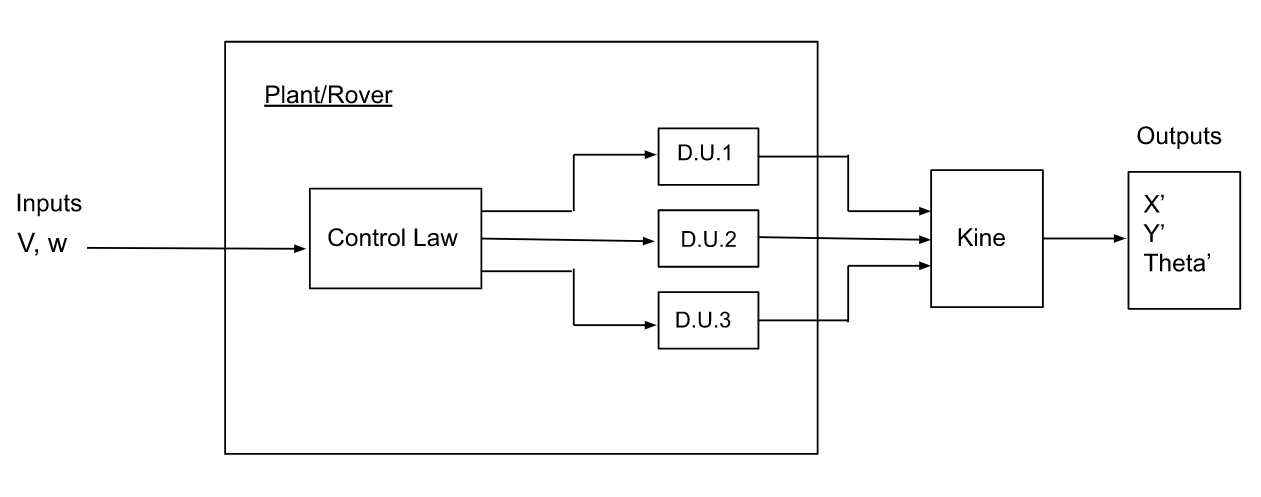 Plant/Rover
Inputs
V, w
Control Law
D.U.1
D.U.2
D.U.3
Kine
Outputs
X’
Y’
Theta’